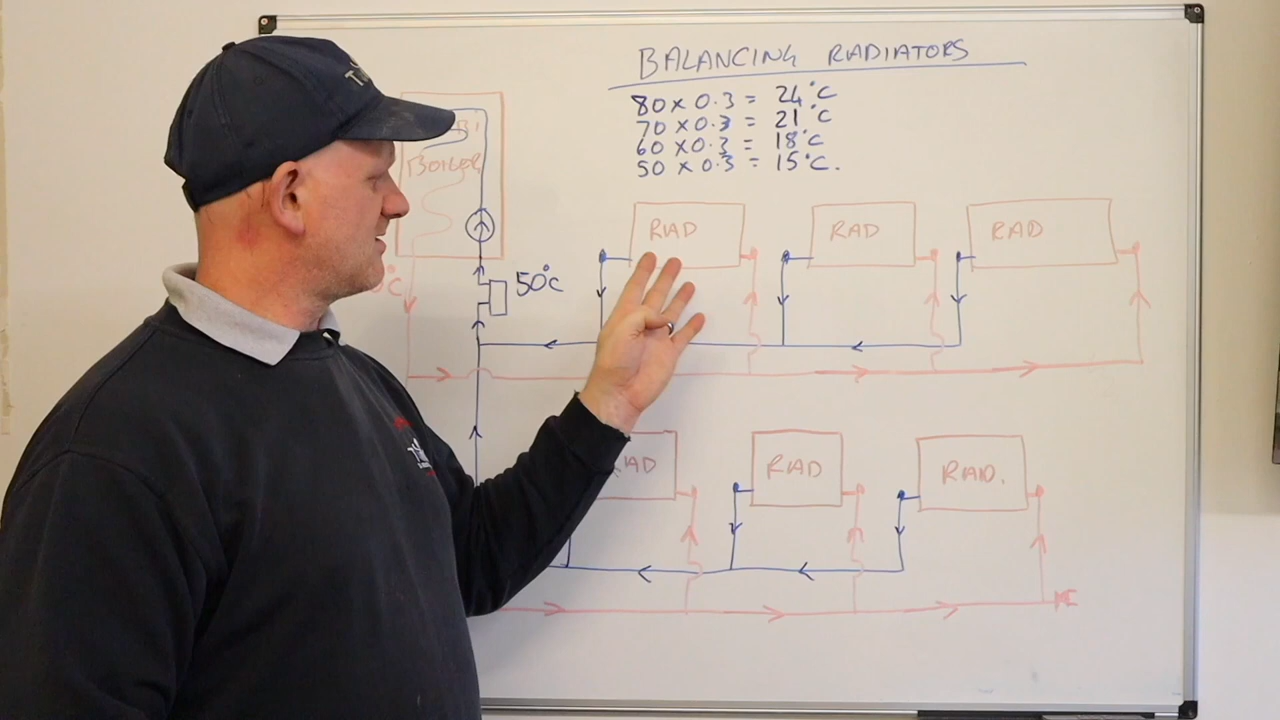 BALANCING RADIATORS
80 x 0.3 = 24°C
70 x 0.3 = 21°C
60 x 0.3 = 18°C
50 x 0.3 = 15°C.
BOILER
RAD
RAD
RAD
50°C
RAD
RAD.